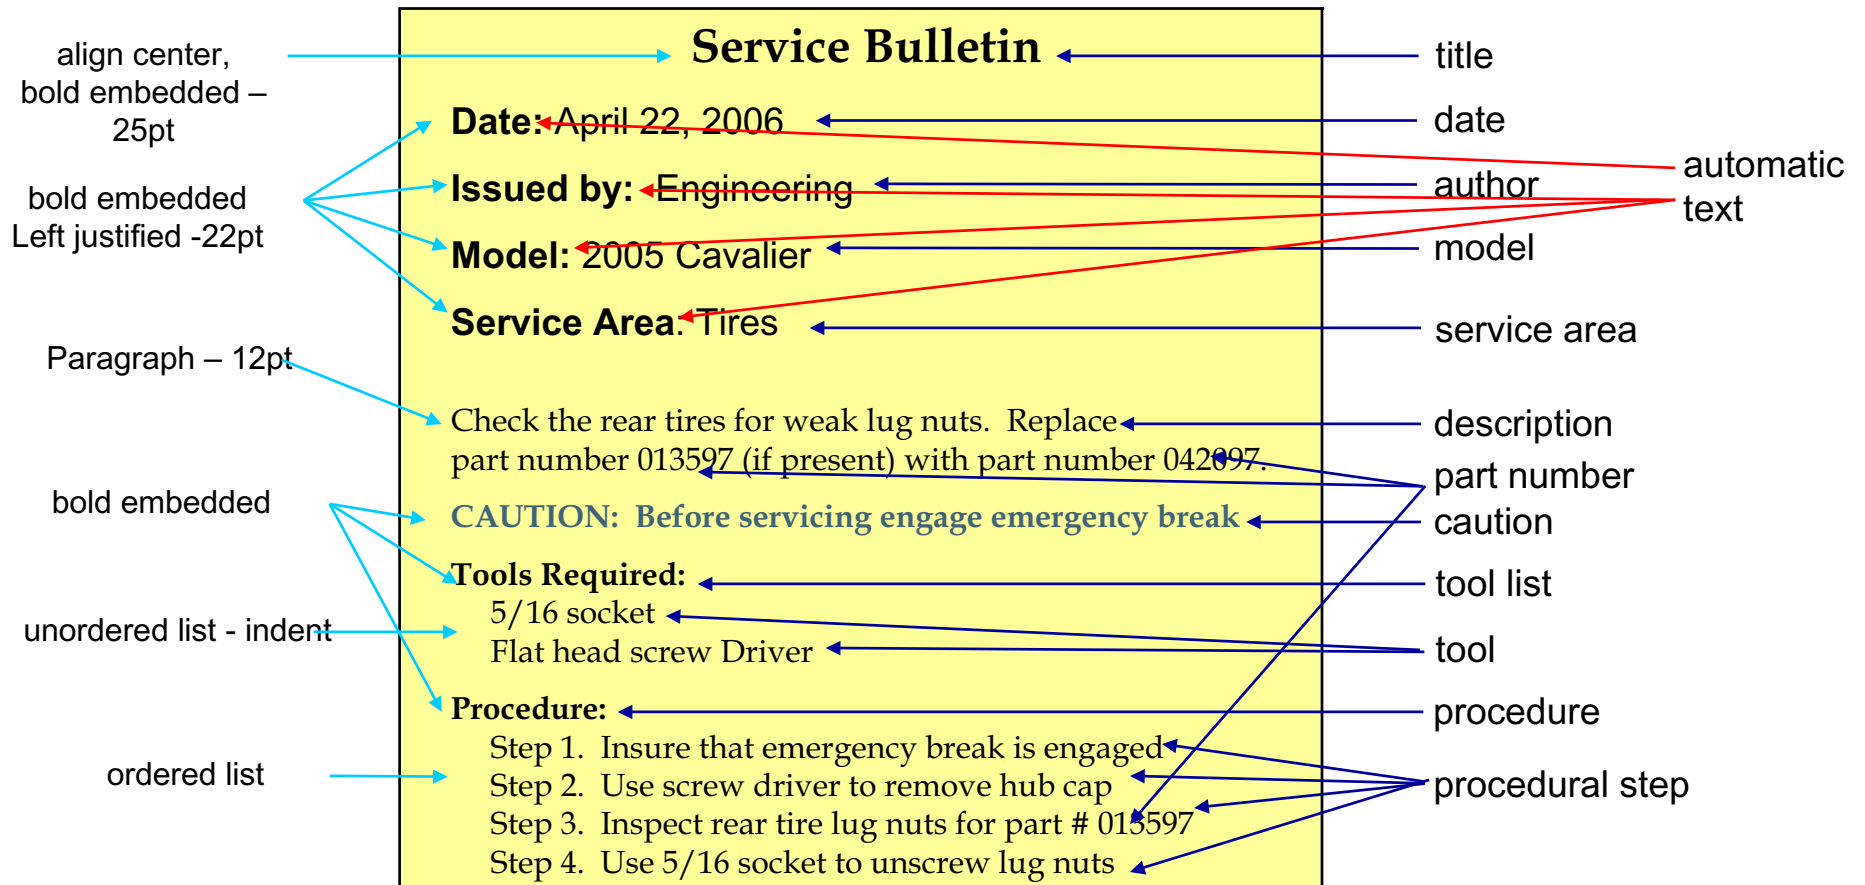 align center,
bold embedded –
25pt
bold embedded
Left justified -22pt
Paragraph – 12pt
bold embedded
unordered list - indent
ordered list
Service Bulletin
Date: April 22, 2006
Issued by: Engineering
Model: 2005 Cavalier
Service Area: Tires
Check the rear tires for weak lug nuts. Replace
part number 013597 (if present) with part number 042097.
CAUTION: Before servicing engage emergency break
Tools Required:
5/16 socket
Flat head screw Driver
Procedure:
Step 1. Insure that emergency break is engaged
Step 2. Use screw driver to remove hub cap
Step 3. Inspect rear tire lug nuts for part # 013597
Step 4. Use 5/16 socket to unscrew lug nuts
title
date
author
model
service area
description
part number
caution
tool list
tool
procedure
procedural step
automatic
text